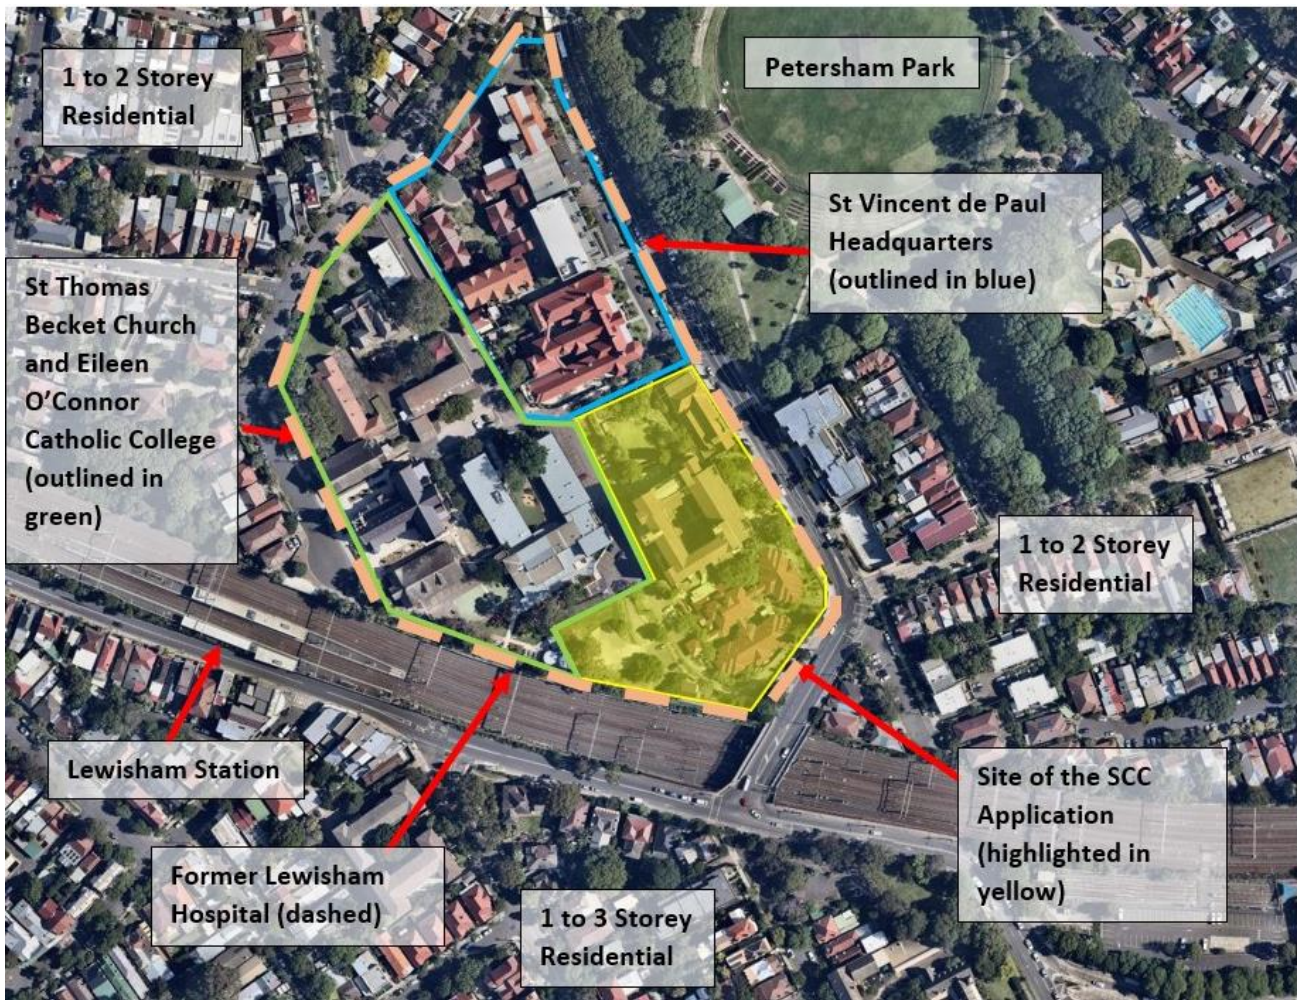 1 to 2 Storey
Residential
Petersham Park
St Vincent de Paul
Headquarters
(outlined in blue)
St Thomas
Becket Church
and Eileen
O'Connor
Catholic College
(outlined in
green)
1 to 2 Storey
Residential
Lewisham Station
Site of the SCC
Application
(highlighted in
yellow)
Former Lewisham
Hospital (dashed)
1 to 3 Storey
Residential